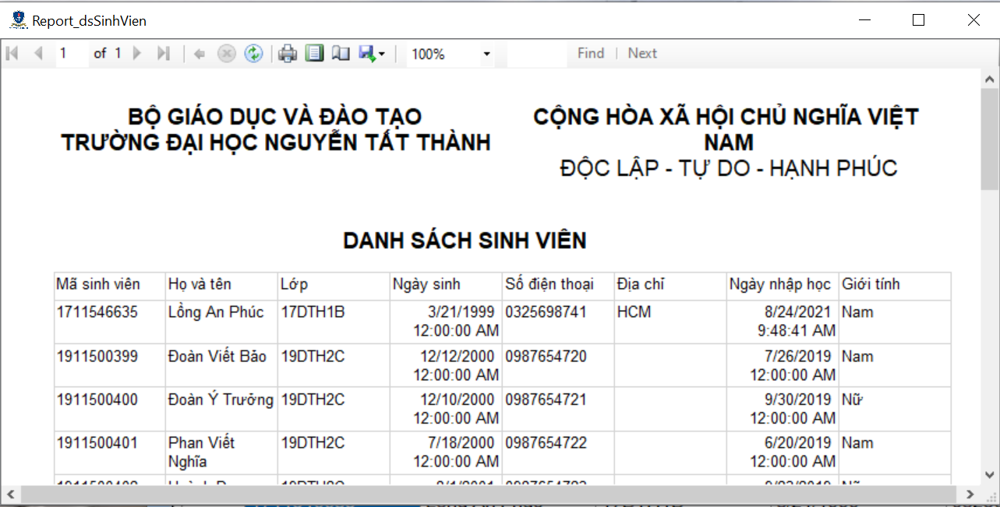 Report_dsSinhVien
1 of 1 100% Find Next
BỘ GIÁO DỤC VÀ ĐÀO TẠO
TRƯỜNG ĐẠI HỌC NGUYỄN TẤT THÀNH
CỘNG HÒA XÃ HỘI CHỦ NGHĨA VIỆT
NAM
ĐỘC LẬP - TỰ DO - HẠNH PHÚC
DANH SÁCH SINH VIÊN
Mã sinh viên Họ và tên Lớp Ngày sinh Số điện thoại Địa chỉ Ngày nhập học Giới tính
1711546635 Lồng An Phúc 17DTH1B 3/21/1999 0325698741 HCM 8/24/2021 Nam
12:00:00 AM 9:48:41 AM
1911500399 Đoàn Viết Bảo 19DTH2C 12/12/2000 0987654720 7/26/2019 Nam
12:00:00 AM 12:00:00 AM
1911500400 Đoàn Ý Trưởng 19DTH2C 12/10/2000 0987654721 9/30/2019 Nữ
12:00:00 AM 12:00:00 AM
1911500401 Phan Viết 19DTH2C 7/18/2000 0987654722 6/20/2019 Nam
Nghĩa 12:00:00 AM 12:00:00 AM